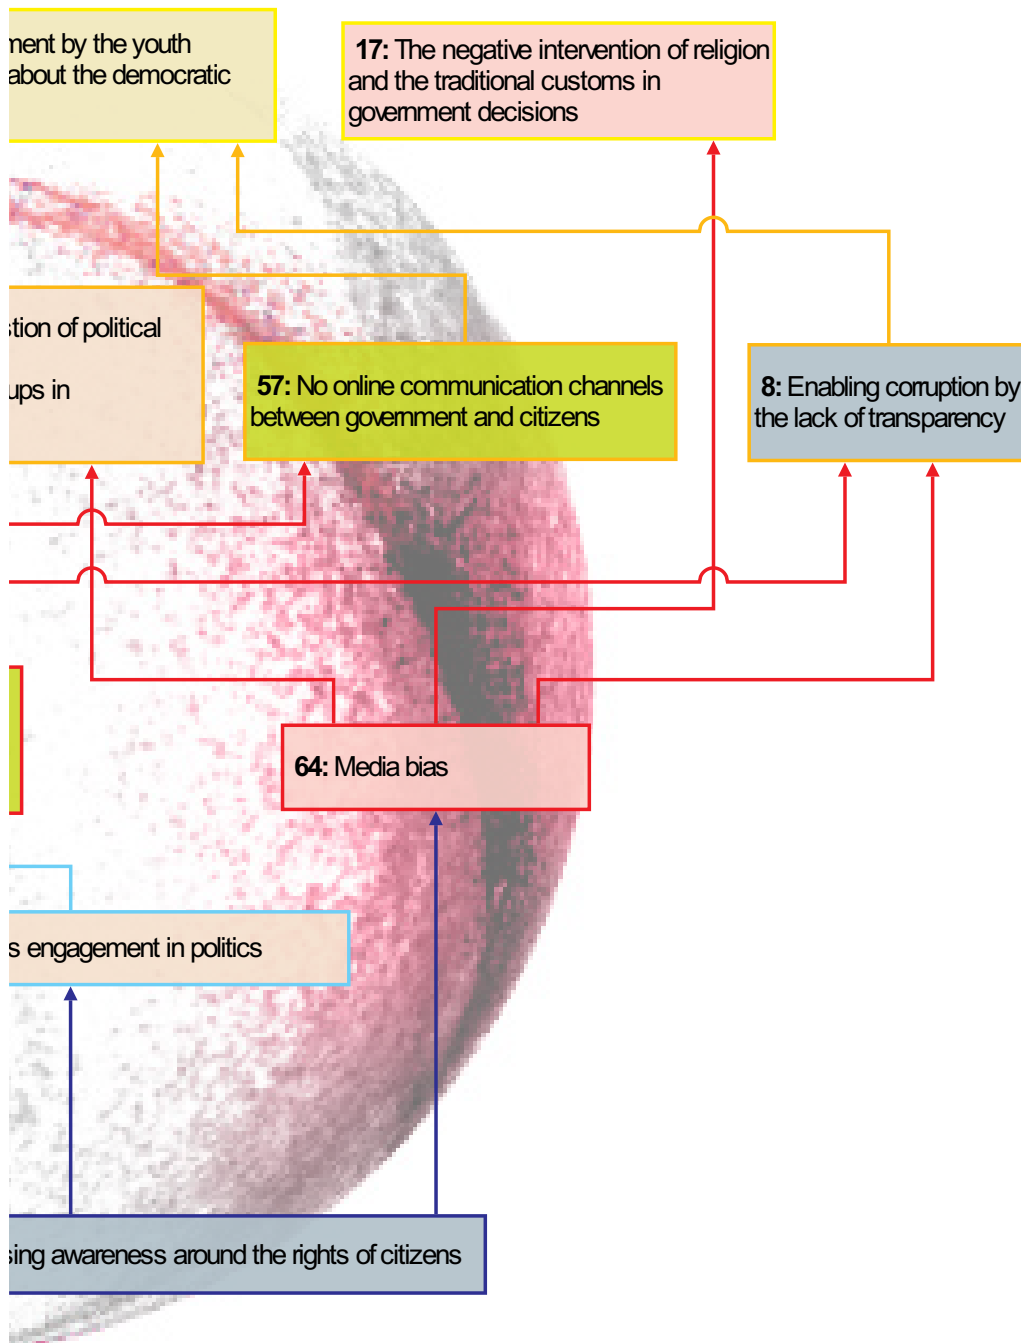 ment by the youth
about the democratic
17: The negative intervention of religion
and the traditional customs in
government decisions
stion of political
ups in
57: No online communication channels
between government and citizens
8: Enabling corruption by
the lack of transparency
64: Media bias
s engagement in politics
sing awareness around the rights of citizens